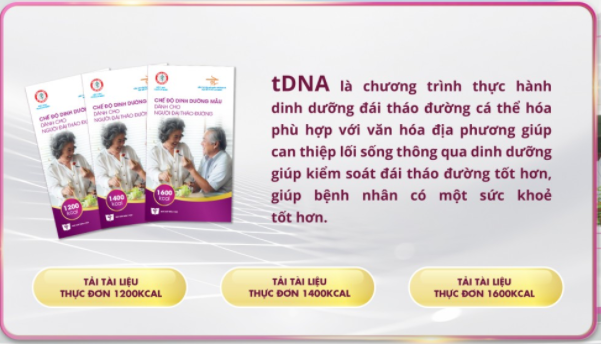 CHẾ ĐỘ DINH DƯỠNG MẪU
DÀNH CHO
NGƯỜI ĐÁI THÁO ĐƯỜNG
1200
KCAL
1400
KCAL
1600
KCAL
tDNA là chương trình thực hành
dinh dưỡng đái tháo đường cá thể hóa
phù hợp với văn hóa địa phương giúp
can thiệp lối sống thông qua dinh dưỡng
giúp kiểm soát đái tháo đường tốt hơn,
giúp bệnh nhân có một sức khoẻ
tốt hơn.
TẢI TÀI LIỆU
THỰC ĐƠN 1200KCAL
TẢI TÀI LIỆU
THỰC ĐƠN 1400KCAL
TẢI TÀI LIỆU
THỰC ĐƠN 1600KCAL